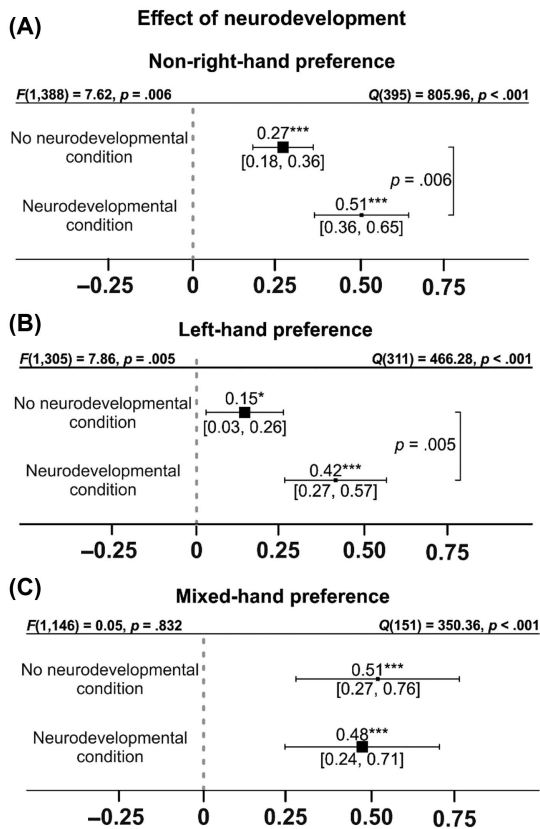 Effect of neurodevelopment
(A)
Non-right-hand preference
F(1,388) = 7.62, p = .006 Q(395) = 805.96, p < .001
No neurodevelopmental
condition
0.27***
[0.18, 0.36]
p = .006
Neurodevelopmental
condition
0.51***
[0.36, 0.65]
–0.25 0 0.25 0.50 0.75
(B)
Left-hand preference
F(1,305) = 7.86, p = .005 Q(311) = 466.28, p < .001
No neurodevelopmental
condition
0.15*
[0.03, 0.26]
p = .005
Neurodevelopmental
condition
0.42***
[0.27, 0.57]
–0.25 0 0.25 0.50 0.75
(C)
Mixed-hand preference
F(1,146) = 0.05, p = .832 Q(151) = 350.36, p < .001
No neurodevelopmental
condition
0.51***
[0.27, 0.76]
Neurodevelopmental
condition
0.48***
[0.24, 0.71]
–0.25 0 0.25 0.50 0.75